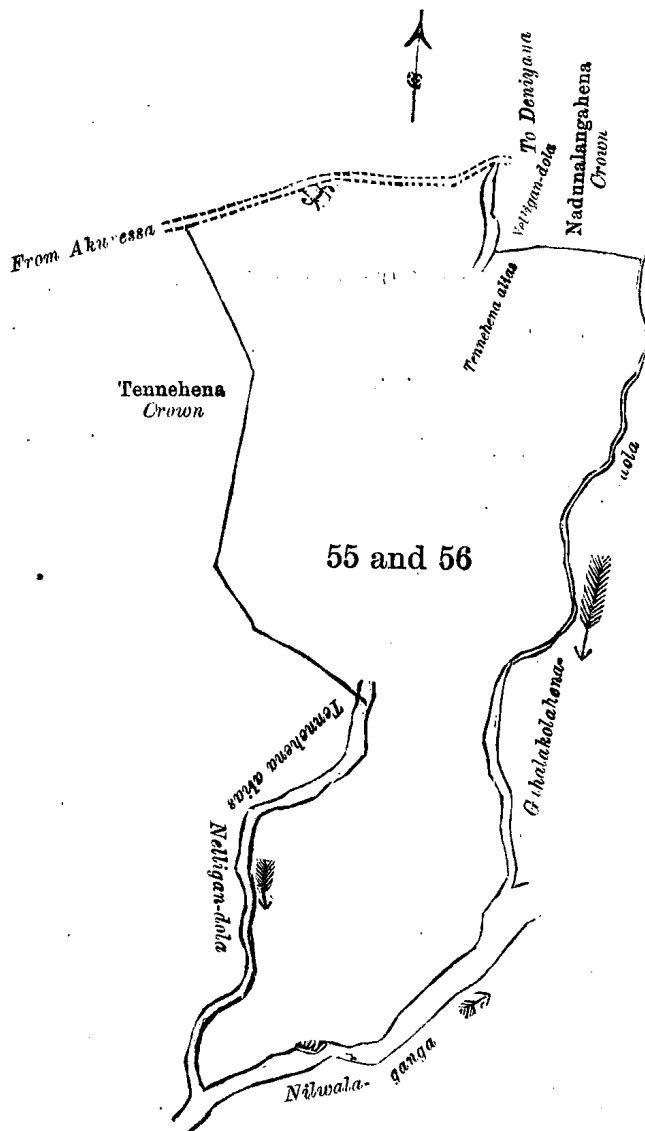 To Deniyaya
Nadunalangahena
Crown
From Akuressa
Tennehena alias
Tennehena
Crown
55 and 56
Tennehena alias
Nelligan-dola
Nilwala-
ganga